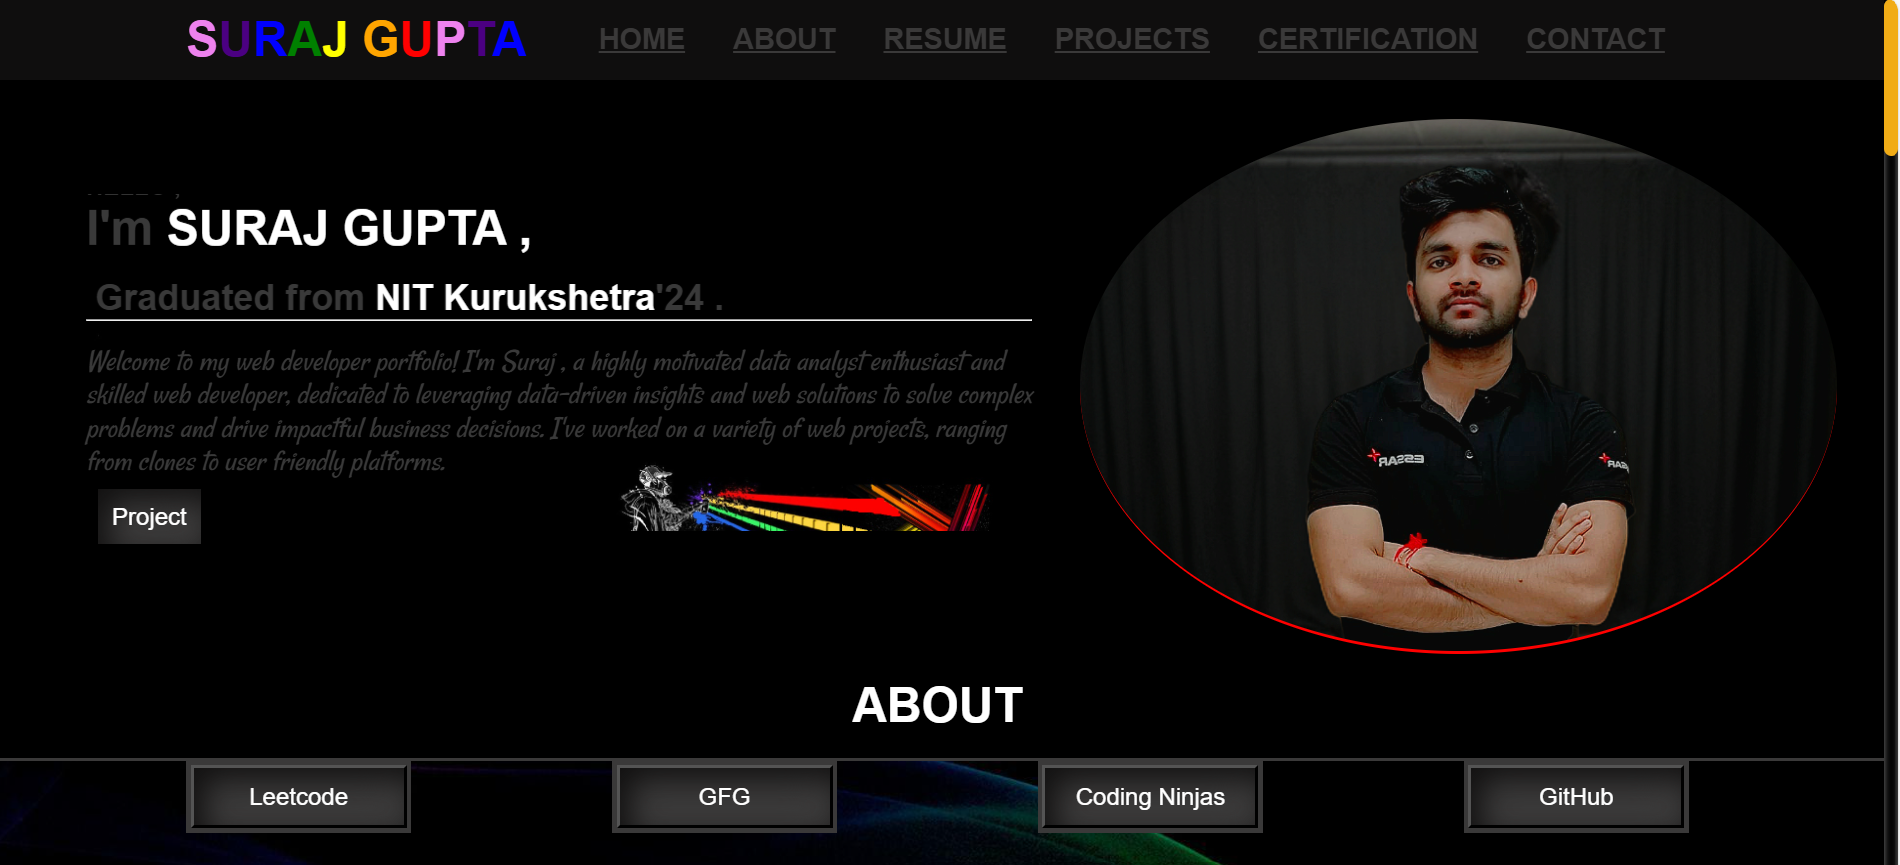 SURAJ GUPTA
HOME ABOUT RESUME PROJECTS CERTIFICATION CONTACT
I'm SURAJ GUPTA ,
Graduated from NIT Kurukshetra'24 .
Welcome to my web developer portfolio! I'm Suraj , a highly motivated data analyst enthusiast and
skilled web developer, dedicated to leveraging data-driven insights and web solutions to solve complex
problems and drive impactful business decisions. I've worked on a variety of web projects, ranging
from clones to user friendly platforms.
Project
ESSAR
ABOUT
Leetcode
GFG
Coding Ninjas
GitHub